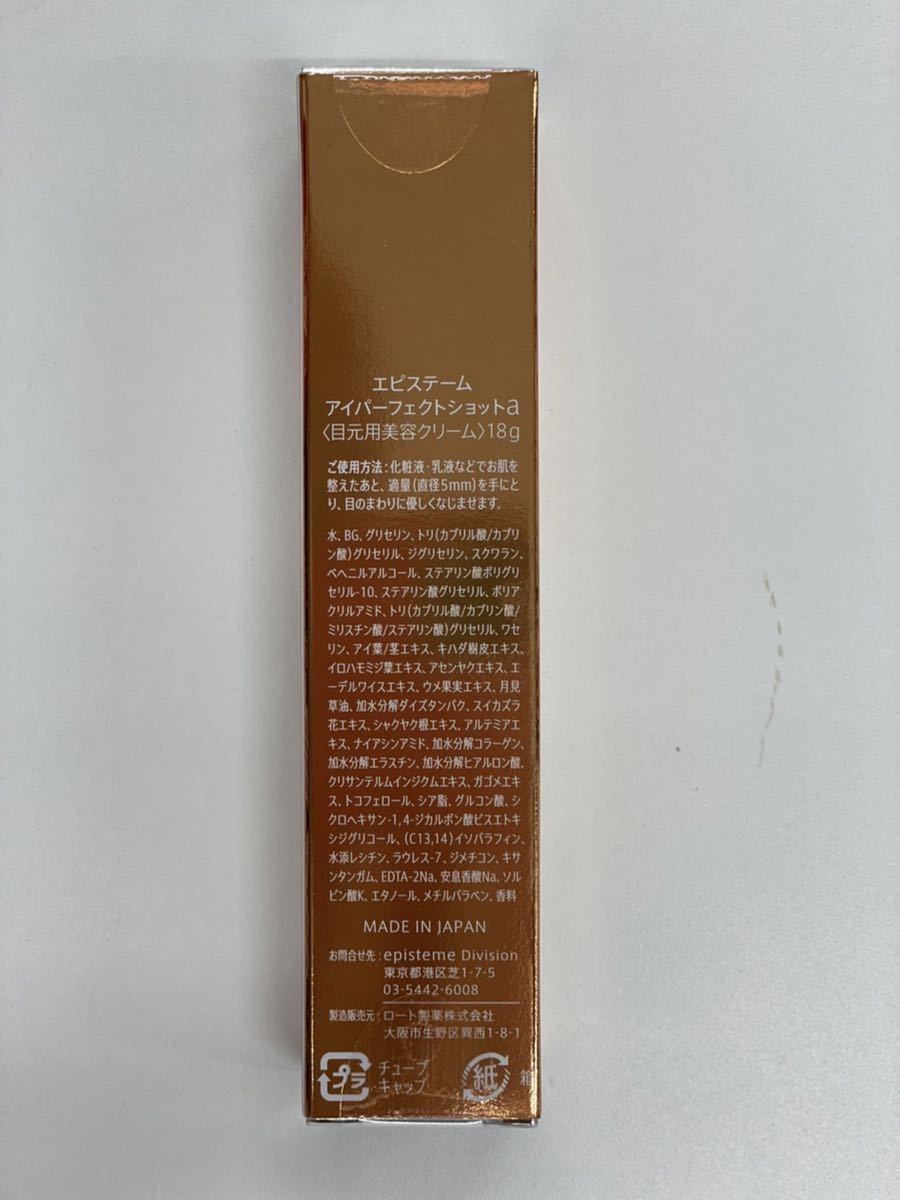 エピステーム
アイパーフェクトショットa
〈目元用美容クリーム〉18g
ご使用方法：化粧液・乳液などでお肌を
整えたあと、適量(直径5mm)を手にと
り、目のまわりに優しくなじませます。
水、BG、グリセリン、トリ(カプリル酸/カプリ
ン酸)グリセリル、ジグリセリン、スクワラン、
ベヘニルアルコール、ステアリン酸ポリグリ
セリル-10、ステアリン酸グリセリル、ポリア
クリルアミド、トリ(カプリル酸/カプリン酸/
ミリスチン酸/ステアリン酸)グリセリル、ワセ
リン、アイ葉/茎エキス、キハダ樹皮エキス、
イロハモミジ葉エキス、アセンヤクエキス、エ
ーデルワイスエキス、ウメ果実エキス、月見
草油、加水分解ダイズタンパク、スイカズラ
花エキス、シャクヤク根エキス、アルテミアエ
キス、ナイアシンアミド、加水分解コラーゲン、
加水分解エラスチン、加水分解ヒアルロン酸、
クリサンテルムインジクムエキス、ガゴメエキ
ス、トコフェロール、シア脂、グルコン酸、シ
クロヘキサン-1,4-ジカルボン酸ビスエトキ
シジグリコール、(C13,14)イソパラフィン、
水添レシチン、ラウレス-7、ジメチコン、キサ
ンタンガム、EDTA-2Na、安息香酸Na、ソル
ビン酸K、エタノール、メチルパラベン、香料
MADE IN JAPAN
お問合せ先：episteme Division
東京都港区芝1-7-5
03-5442-6008
製造販売元：ロート製薬株式会社
大阪市生野区巽西1-8-1
プラ チューブ
キャップ
紙 箱